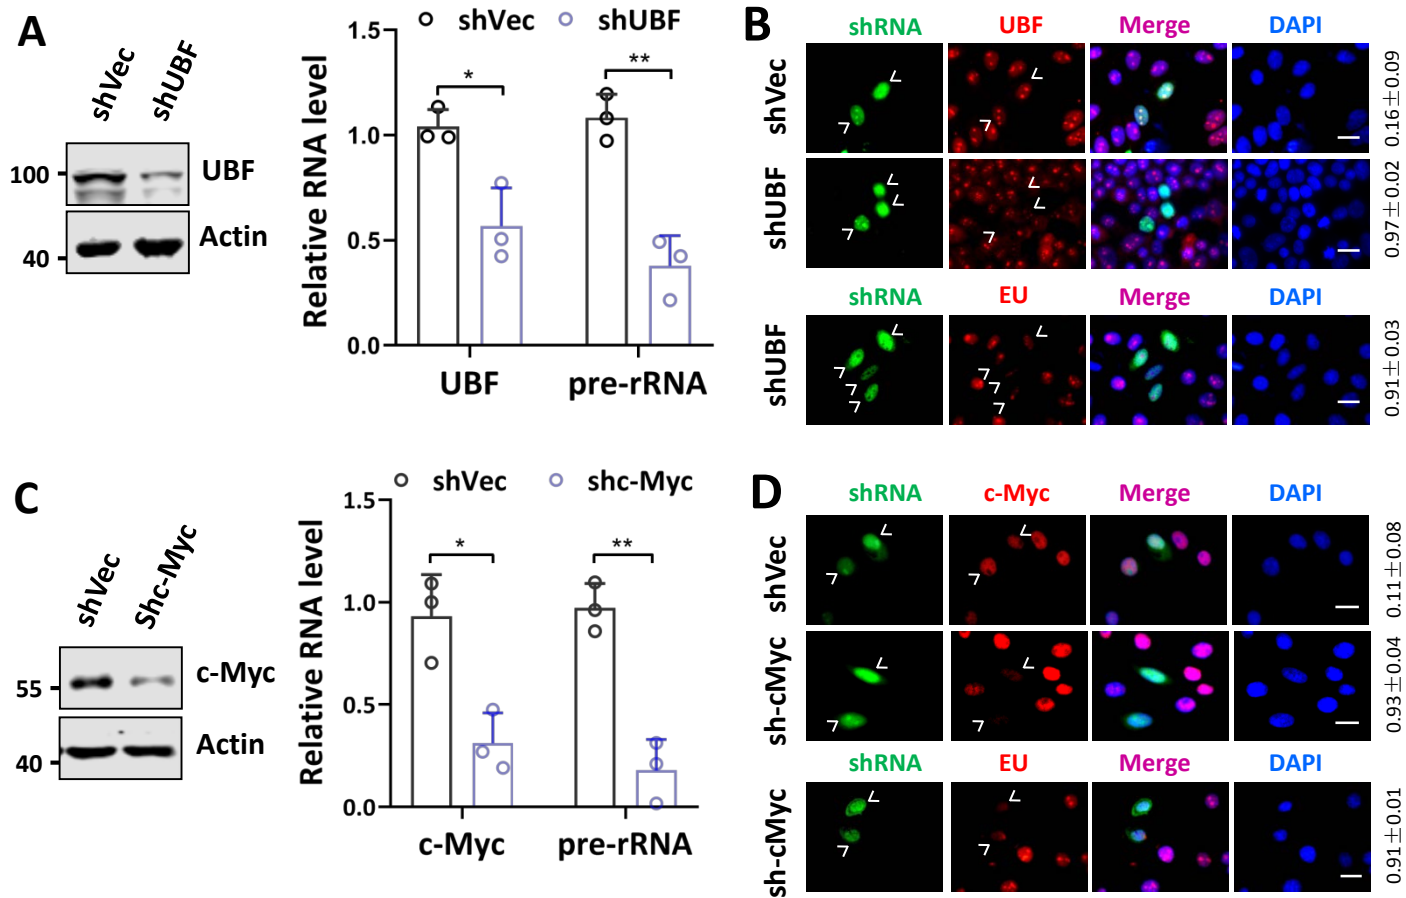 A
shVec
shUBF
100
UBF
Actin
40
shVec shUBF
Relative RNA level
1.5
1.0
0.5
0.0
*
**
UBF
pre-rRNA
B
shRNA UBF Merge DAPI
shVec
0.16±0.09
shUBF
0.97±0.02
shRNA EU Merge DAPI
shUBF
0.91±0.03
C
shVec
Shc-Myc
55
c-Myc
Actin
40
shVec shc-Myc
Relative RNA level
1.5
1.0
0.5
0.0
*
**
c-Myc
pre-rRNA
D
shRNA c-Myc Merge DAPI
shVec
0.11±0.08
sh-cMyc
0.93±0.04
shRNA EU Merge DAPI
sh-cMyc
0.91±0.01